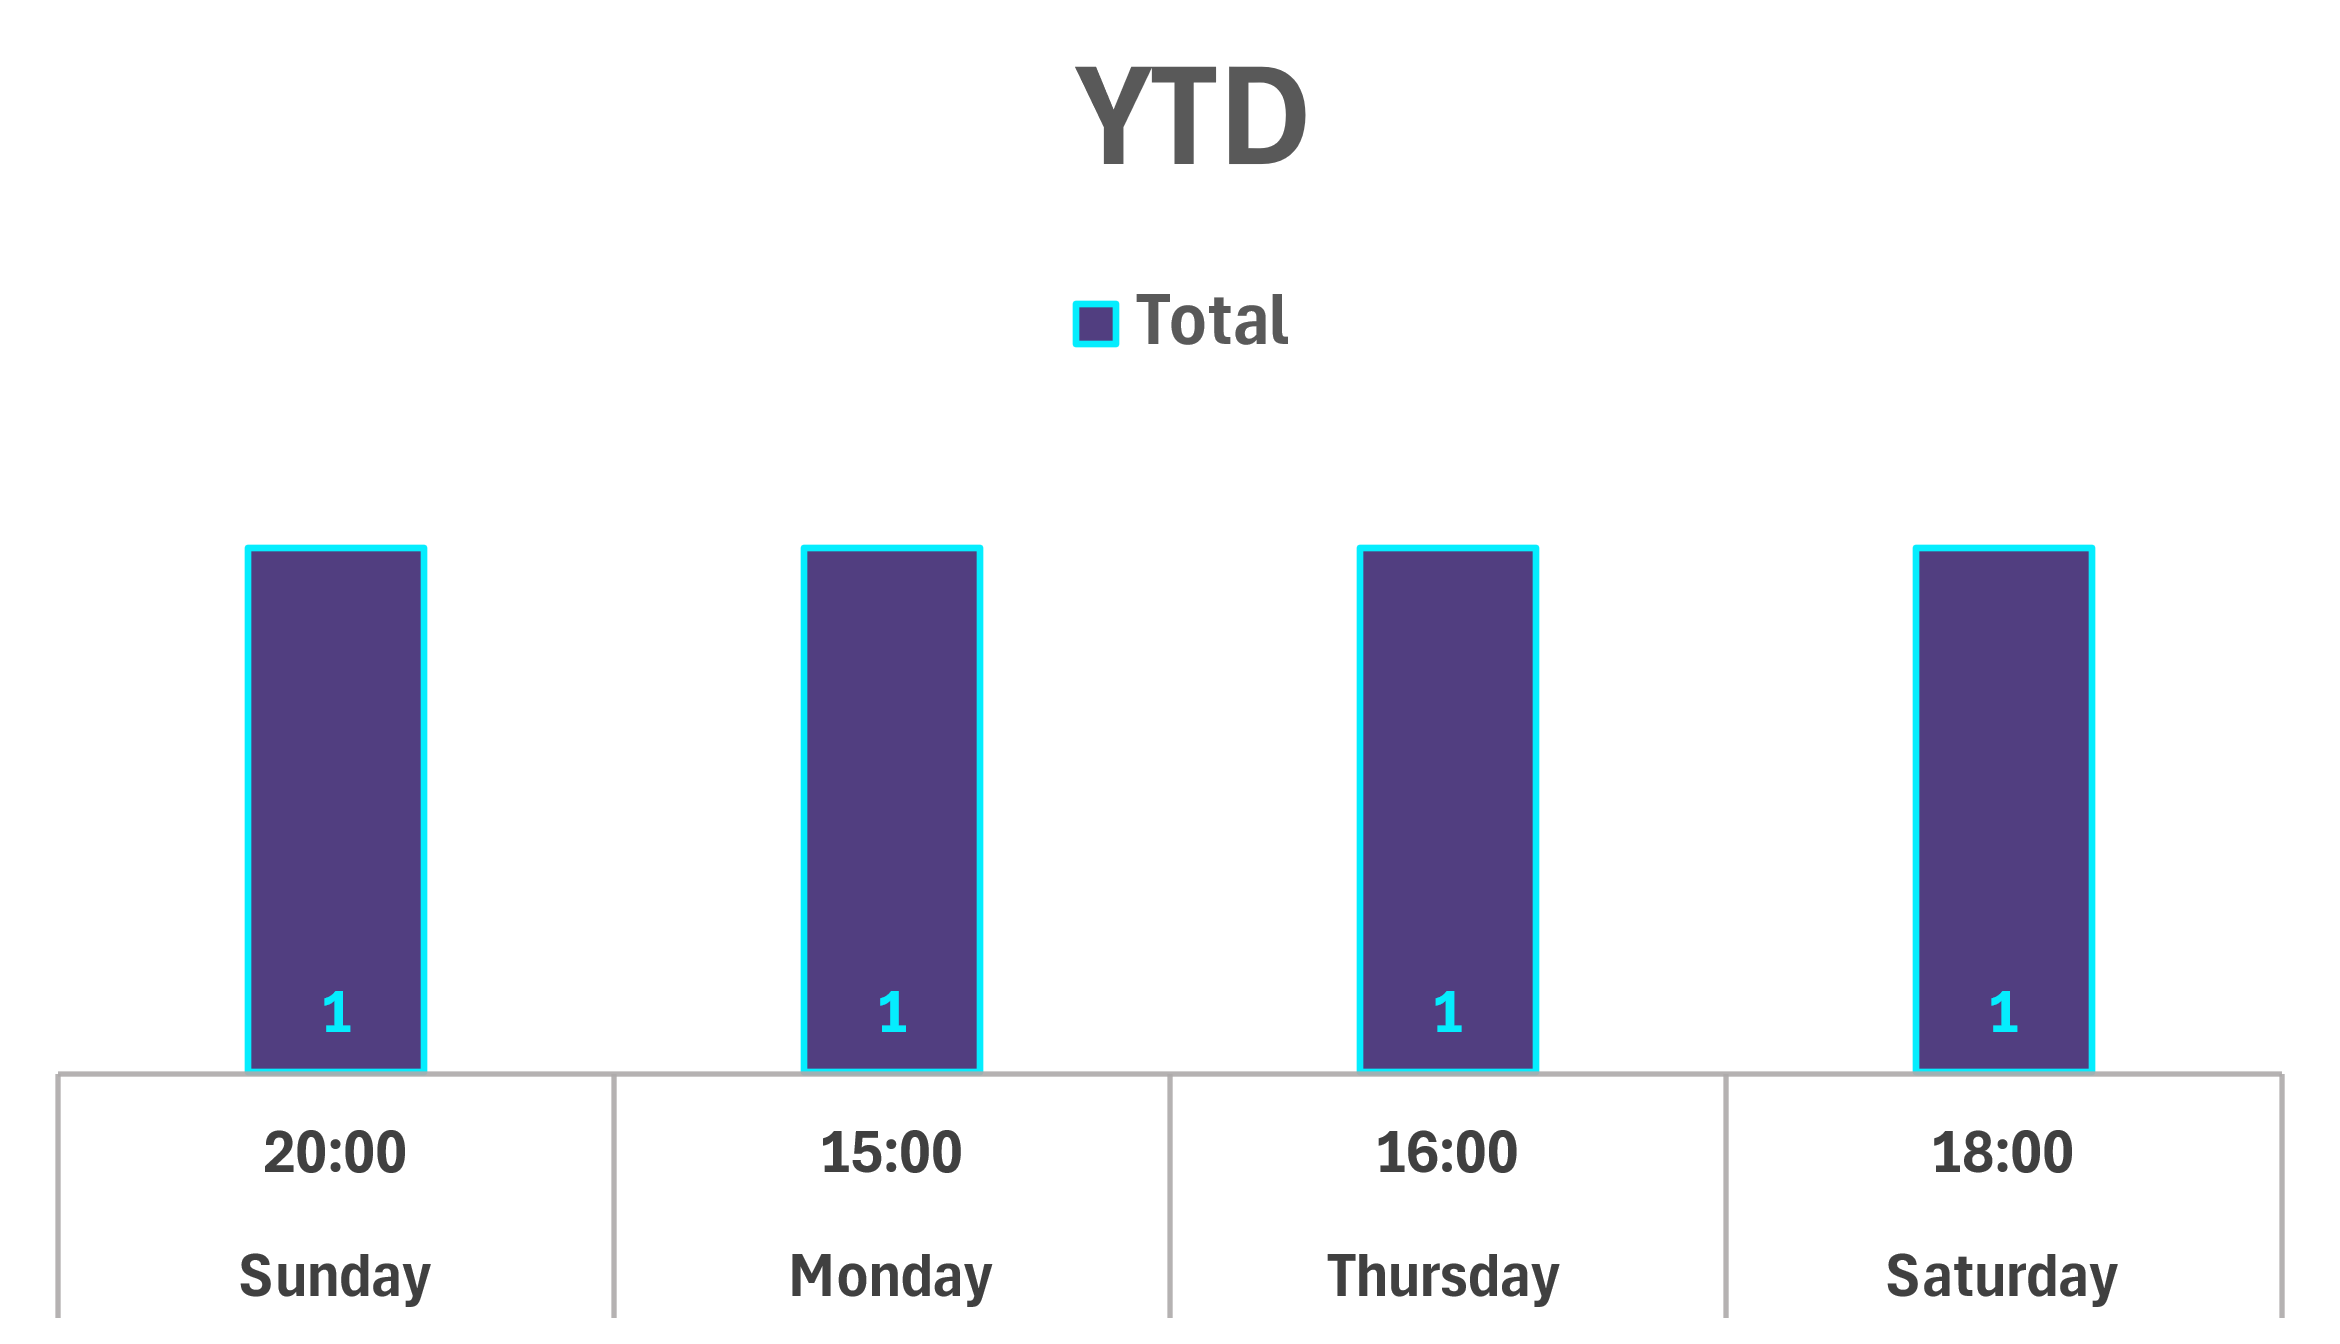 YTD
Total
1 1 1 1
20:00 15:00 16:00 18:00
Sunday Monday Thursday Saturday